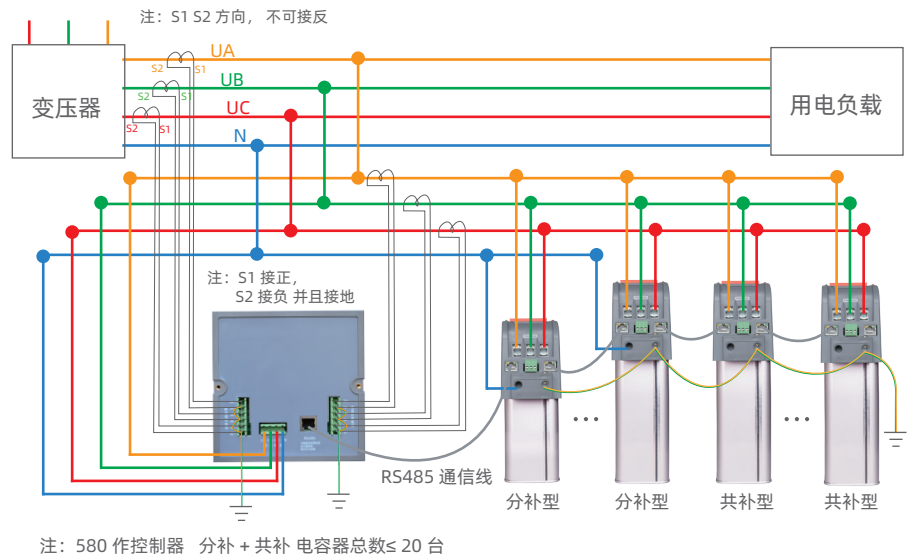 注：S1 S2 方向， 不可接反
变压器
UA
S2 S1
UB
S2 S1
UC
S2 S1
N
用电负载
注：S1 接正，
S2 接负 并且接地
RS485 通信线
分补型
分补型
共补型
共补型
注：580 作控制器 分补 + 共补 电容器总数≤ 20 台